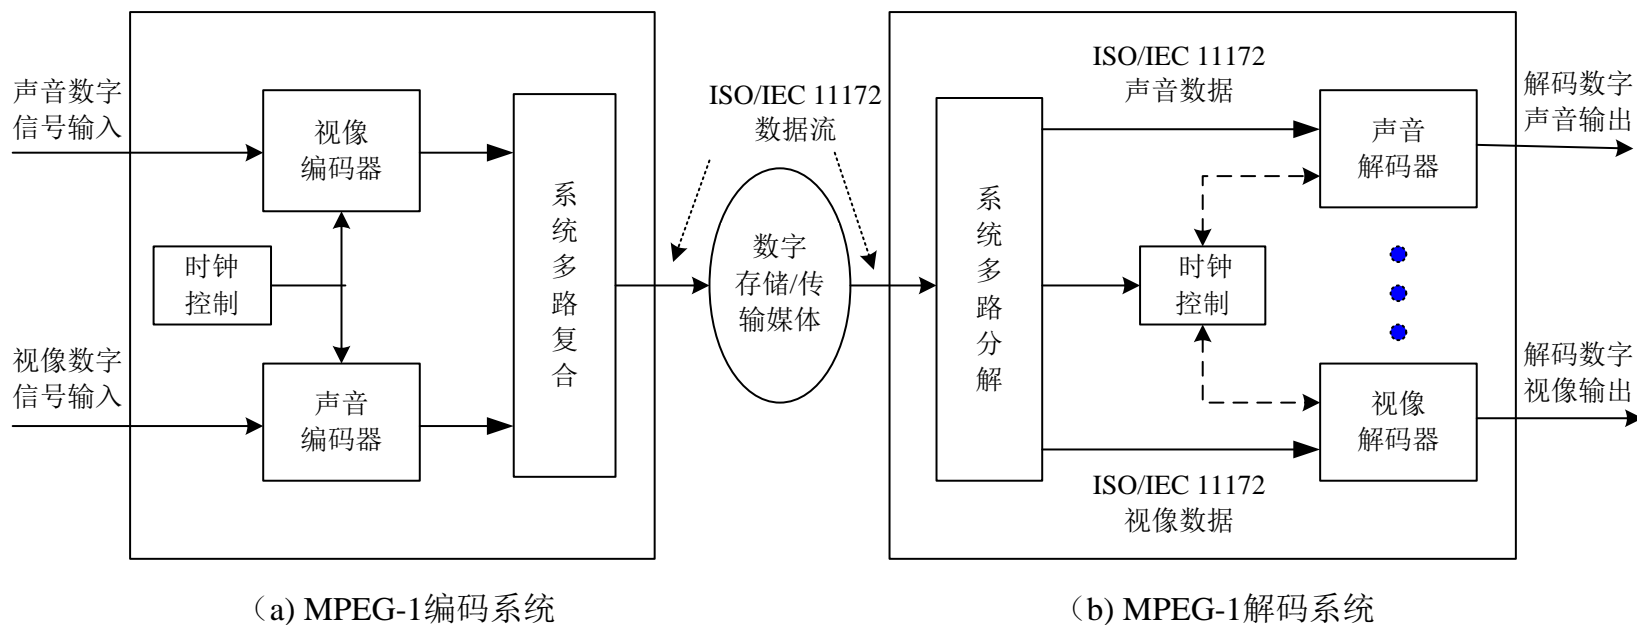 声音数字
信号输入
视像
编码器
时钟
控制
视像数字
信号输入
声音
编码器
系
统
多
路
复
合
ISO/IEC 11172
数据流
数字
存储/传
输媒体
系
统
多
路
分
解
ISO/IEC 11172
声音数据
声音
解码器
时钟
控制
视像
解码器
ISO/IEC 11172
视像数据
解码数字
声音输出
解码数字
视像输出
（a) MPEG-1编码系统
（b) MPEG-1解码系统